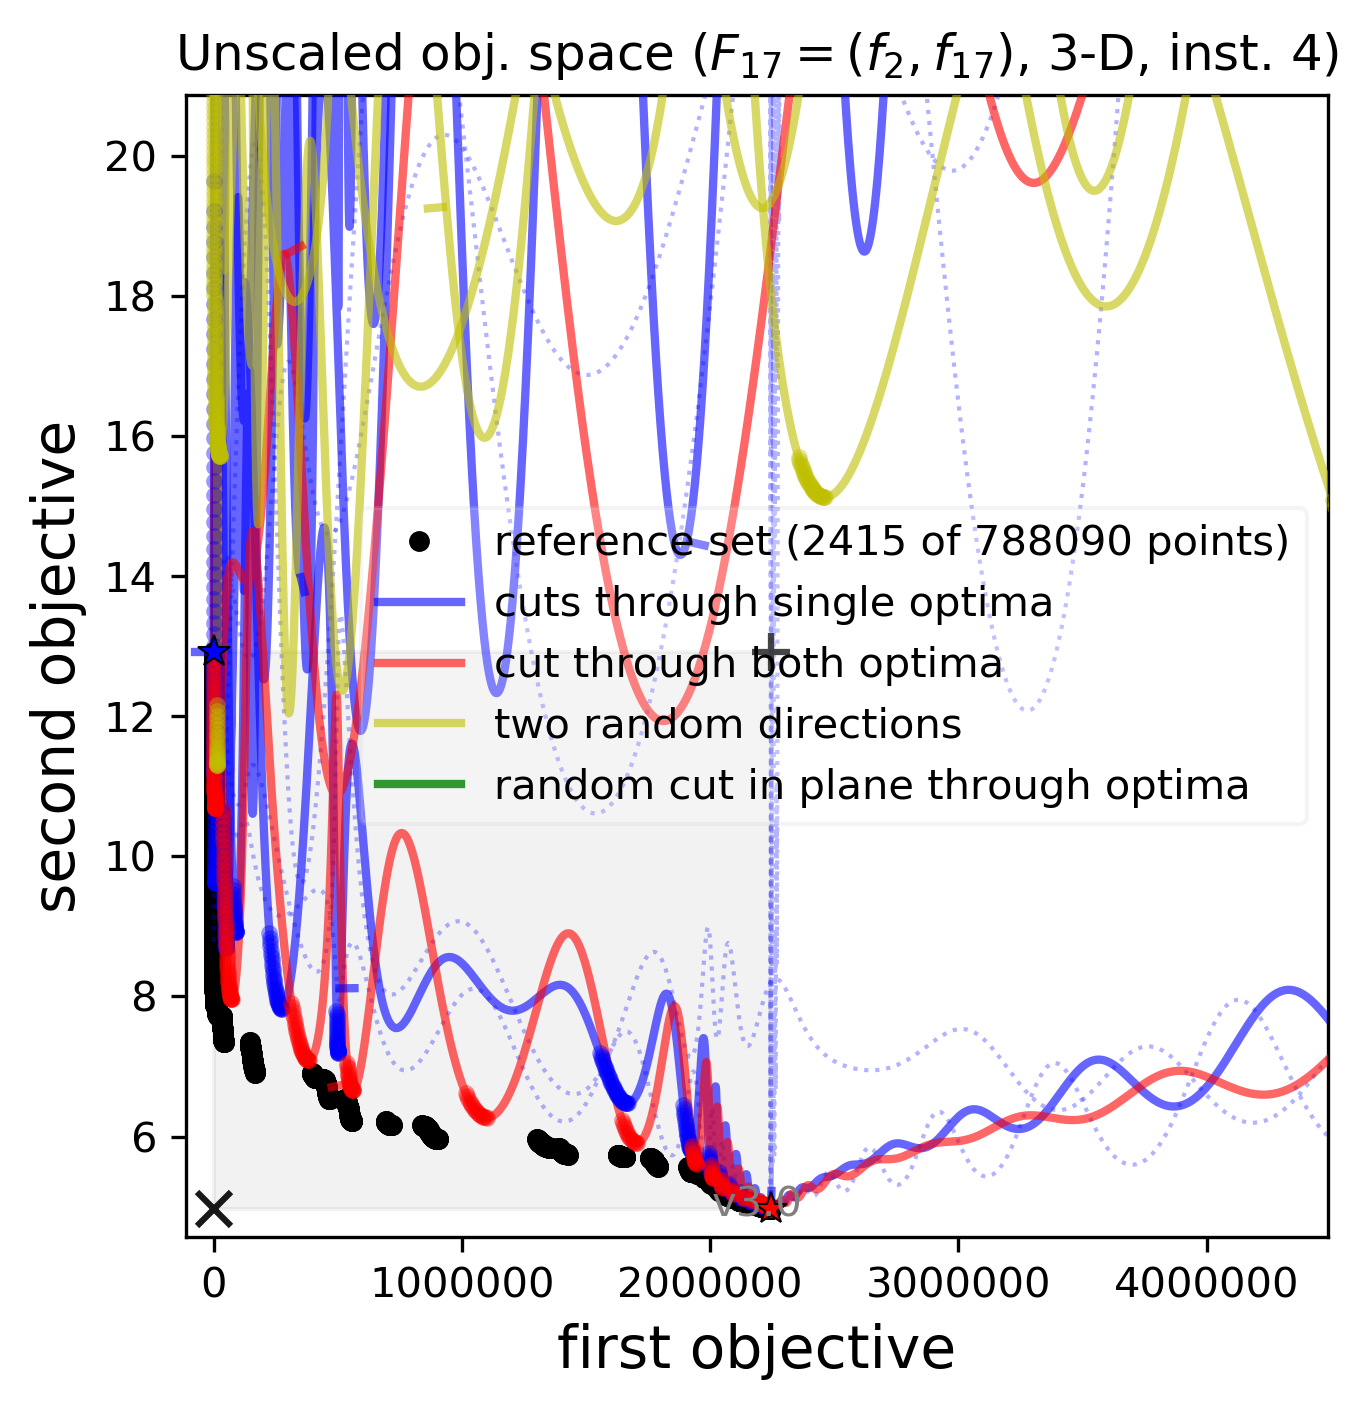 Unscaled obj. space (F17 = (f2, f17), 3-D, inst. 4)
20
18
16
14
12
10
8
6
second objective
reference set (2415 of 788090 points)
cuts through single optima
cut through both optima
two random directions
random cut in plane through optima
v3.0
0 1000000 2000000 3000000 4000000
first objective